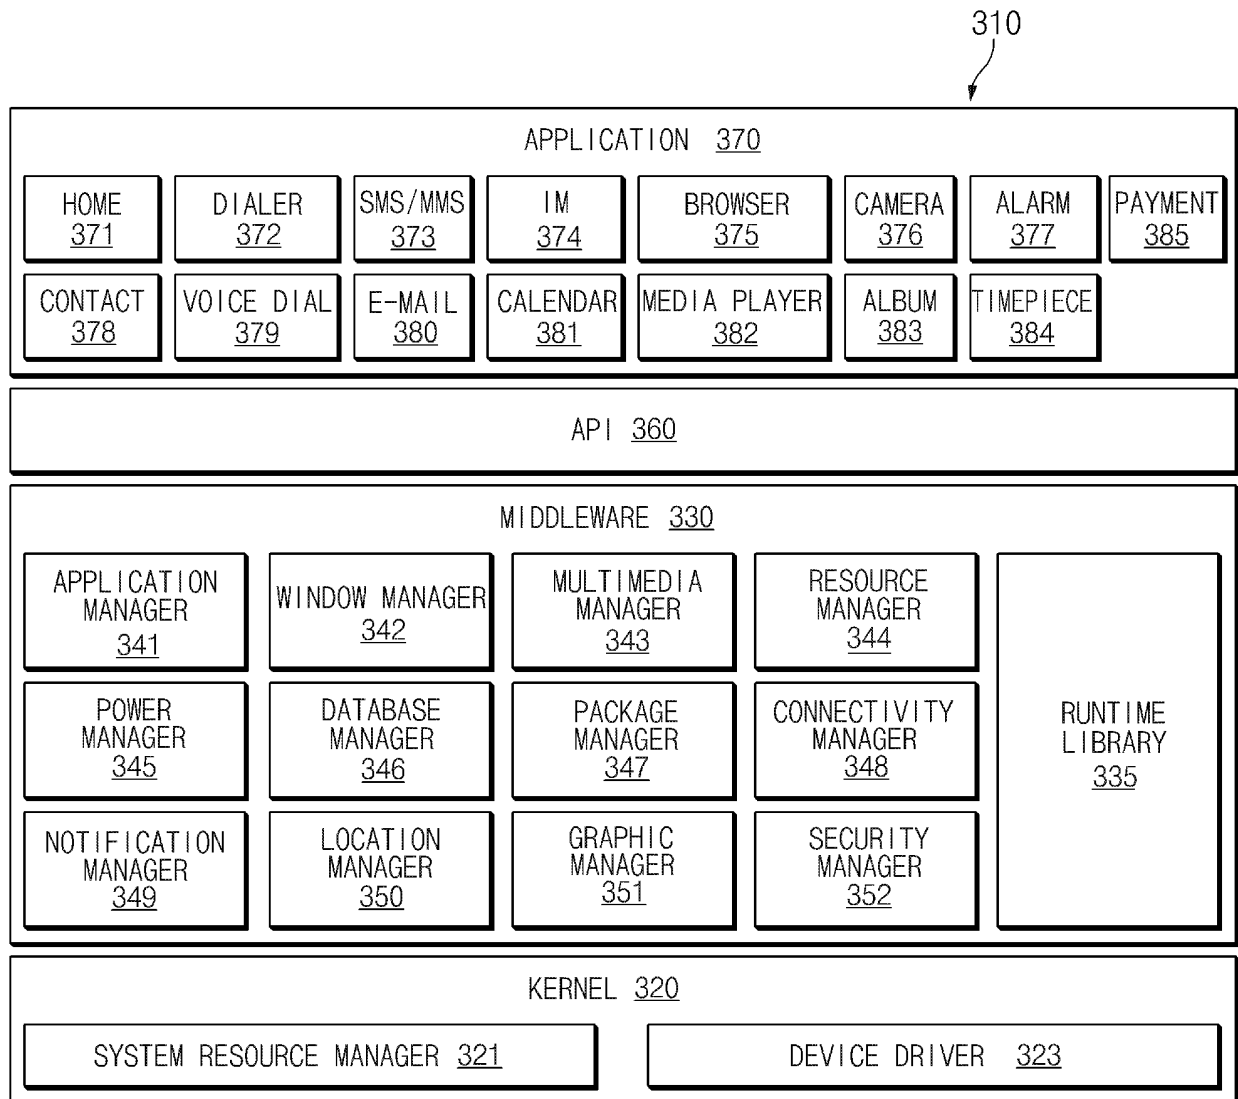 310
APPLICATION 370
HOME
371
DIALER
372
SMS/MMS
373
IM
374
BROWSER
375
CAMERA
376
ALARM
377
PAYMENT
385
CONTACT
378
VOICE DIAL
379
E-MAIL
380
CALENDAR
381
MEDIA PLAYER
382
ALBUM
383
TIMEPIECE
384
API 360
MIDDLEWARE 330
APPLICATION
MANAGER
341
WINDOW MANAGER
342
MULTIMEDIA
MANAGER
343
RESOURCE
MANAGER
344
POWER
MANAGER
345
DATABASE
MANAGER
346
PACKAGE
MANAGER
347
CONNECTIVITY
MANAGER
348
NOTIFICATION
MANAGER
349
LOCATION
MANAGER
350
GRAPHIC
MANAGER
351
SECURITY
MANAGER
352
RUNTIME
LIBRARY
335
KERNEL 320
SYSTEM RESOURCE MANAGER 321
DEVICE DRIVER 323